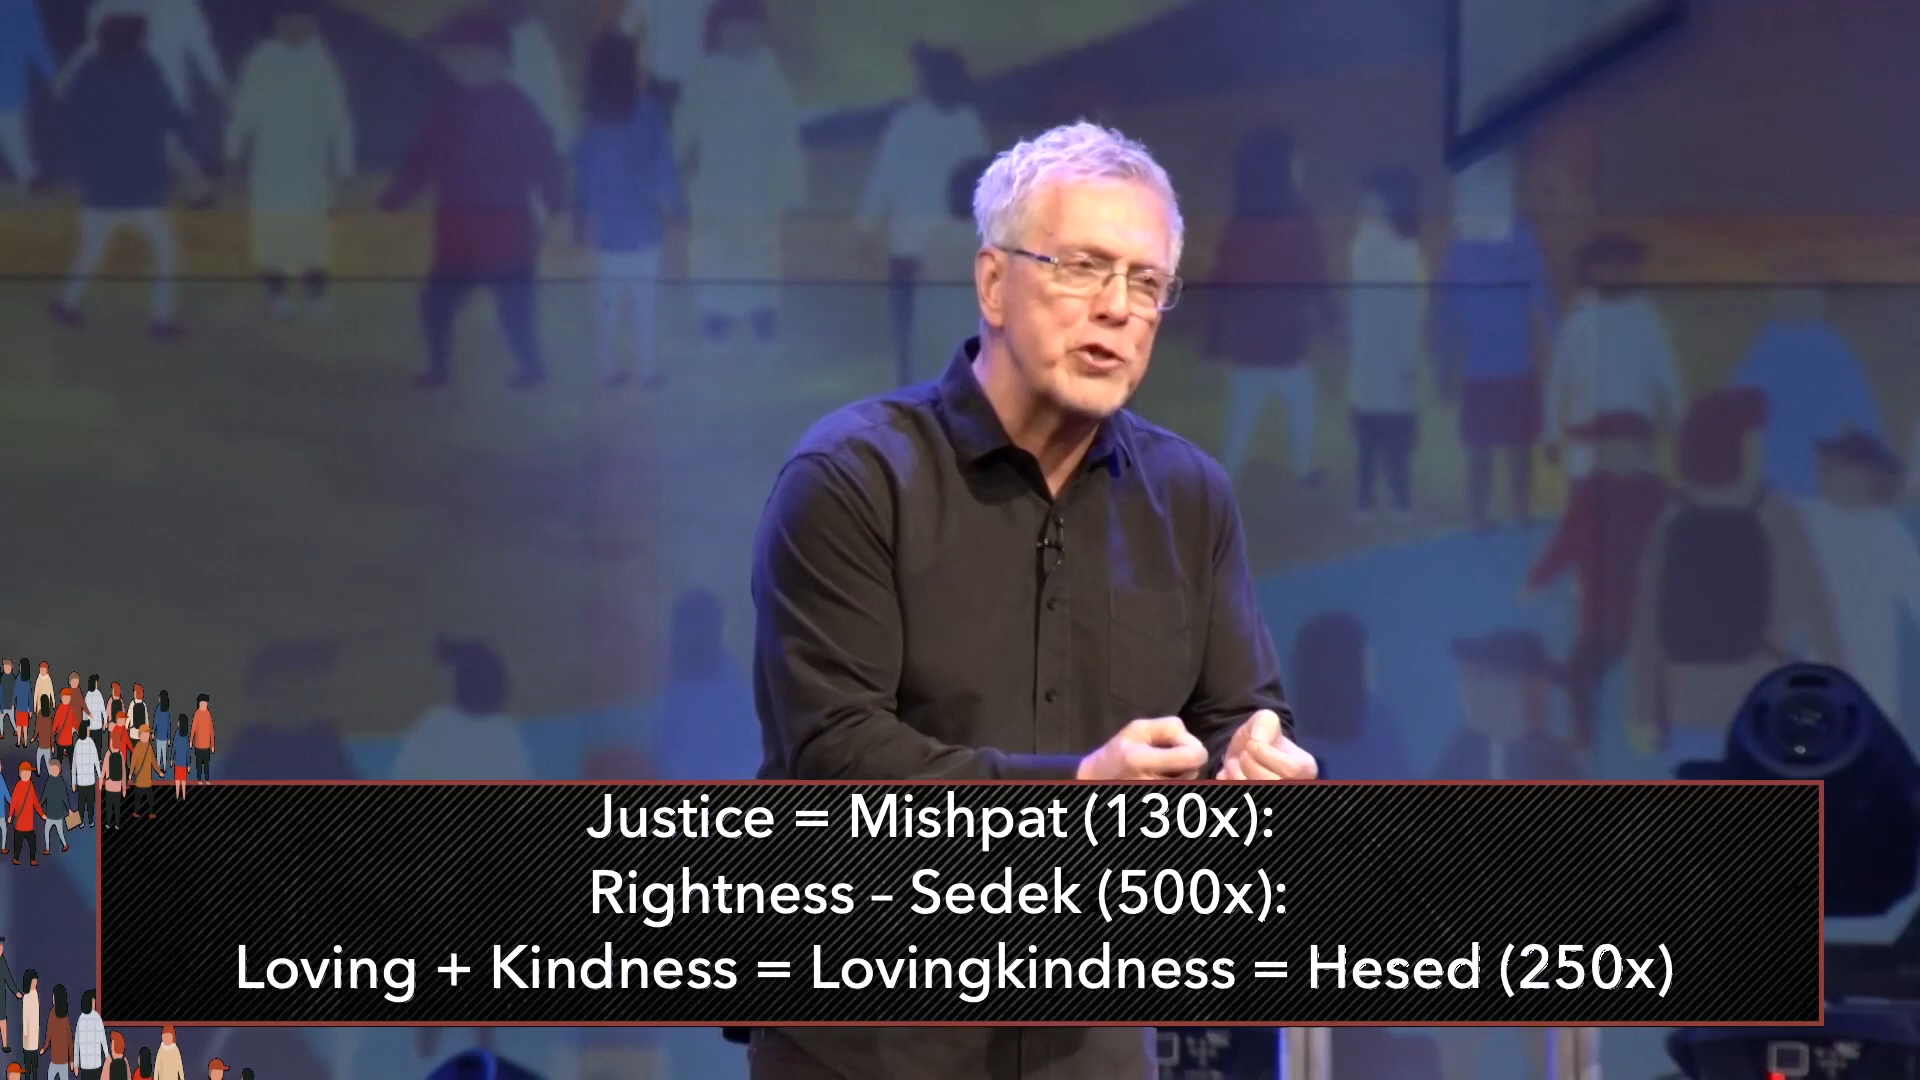 Justice = Mishpat (130x):
Rightness – Sedek (500x):
Loving + Kindness = Lovingkindness = Hesed (250x)